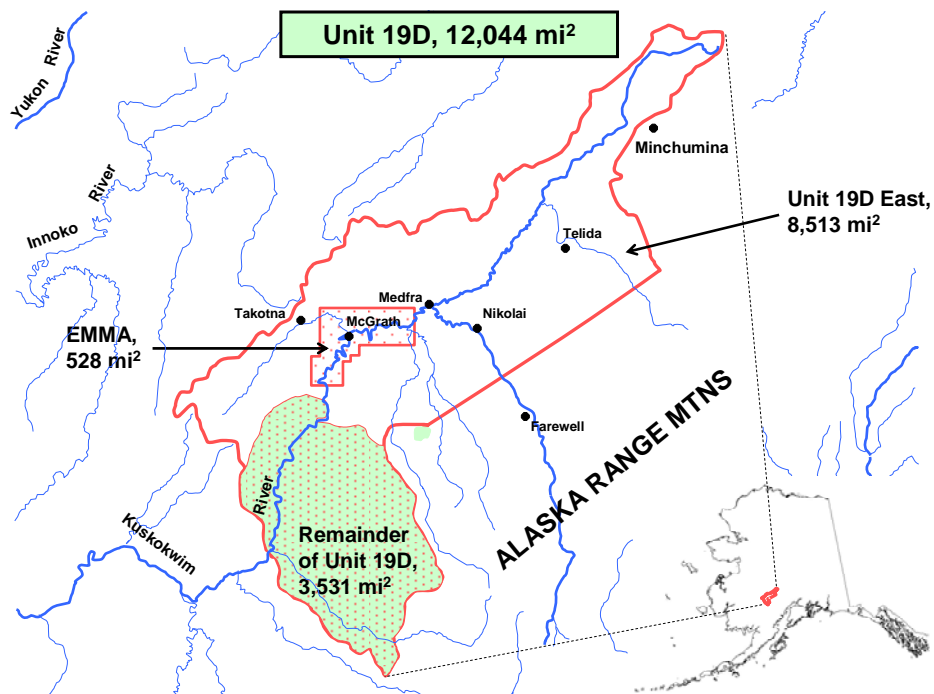 Unit 19D, 12,044 mi²
Yukon River
Minchumina
Innoko River
Unit 19D East,
8,513 mi²
Telida
Medfra
Takotna
Nikolai
McGrath
EMMA,
528 mi²
ALASKA RANGE MTNS
Farewell
River
Kuskokwim
Remainder
of Unit 19D,
3,531 mi²